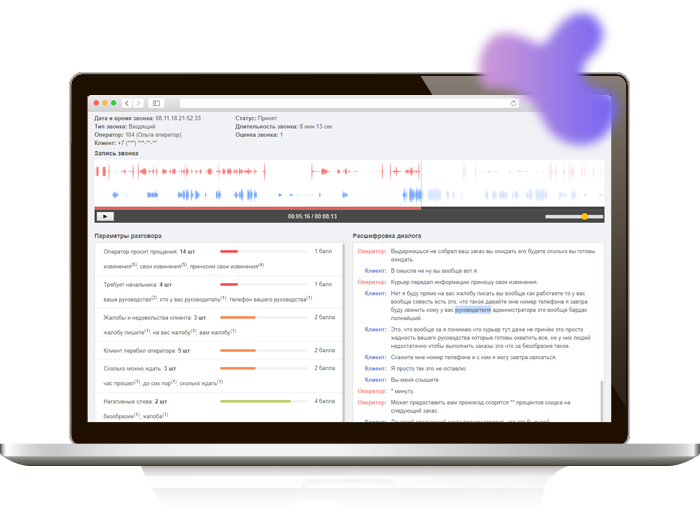 Дата и время звонка: 08.11.18.21:52:33
Статус: Принят
Тип звонка: Входящий
Длительность звонка: 8 мин 13 сек
Оператор: 104 (Ольга оператор)
Оценка звонка: 1
Клиент: +7 (***) ***-**-**
Запись звонка
00:05:16 / 00:08:13
Параметры разговора
Оператор просит прощения: 14 шт
1 балл
извинения(5), свои извинения(5), приносим свои извинения(4)
Требует начальника: 4 шт
1 балл
ваше руководство(2), кто у вас руководитель(1), телефон вашего руководства(1)
Жалобы и недовольства клиента: 3 шт
2 балла
жалобу пишите(1), на вас жалобу(1), вам жалобу(1)
Клиент перебил оператора: 5 шт
2 балла
Сколько можно ждать: 3 шт
2 балла
час прошел(1), до сих пор(1), сколько ждать(1)
Негативные слова: 2 шт
4 балла
безобразие(1), жалоба(1)
Расшифровка диалога
Оператор: Выдержишься не собрал ваш заказ вы ожидать его будете сколько вы готовы
ожидать.
Клиент: В смысле не ну вы вообще вот я.
Оператор: Курьер передал информацию приношу свои извинения.
Клиент: Нет я буду прямо на вас жалобу писать вы вообще как работаете то у вас
вообще совесть есть это, что такое давайте мне номер телефона я завтра
буду звонить кому у вас руководителя администратора это вообще бардак
полнейший.
Клиент: Это, что вообще за я понимаю что курьер тут даже не причём это просто
жадность вашего руководства которые готовы охватить все, но у них людей
недостаточно чтобы выполнить заказы это что за безобразие такое.
Клиент: Скажите мне номер телефона и с кем я могу завтра связаться.
Клиент: Я просто так это не оставлю.
Клиент: Вы меня слышите.
Оператор: * минуту.
Оператор: Может предоставить вам промокод ссорятся ** процентов скидка на
следующий заказ.